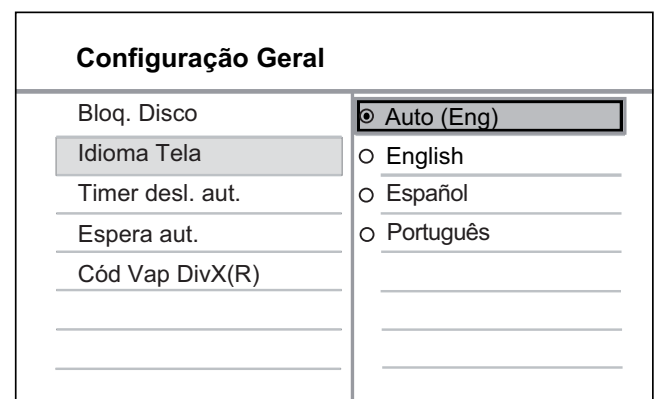 Configuração Geral
Bloq. Disco
Idioma Tela
Timer desl. aut.
Espera aut.
Cód Vap DivX(R)
Auto (Eng)
English
Español
Português